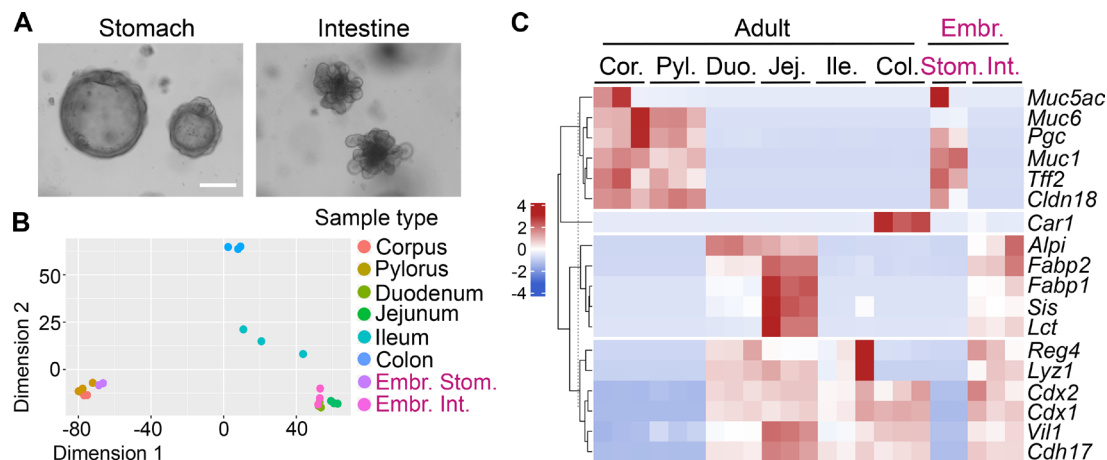 A
Stomach
Intestine
B
Sample type
Corpus
Pylorus
Duodenum
Jejunum
Ileum
Colon
Embr. Stom.
Embr. Int.
50
25
0
-80
-40
0
40
Dimension 2
Dimension 1
C
Adult
Embr.
Cor. Pyl. Duo. Jej. Ile. Col. Stom. Int.
4
2
0
-2
-4
Muc5ac
Muc6
Pgc
Muc1
Tff2
Cldn18
Car1
Alpi
Fabp2
Fabp1
Sis
Lct
Reg4
Lyz1
Cdx2
Cdx1
Vil1
Cdh17